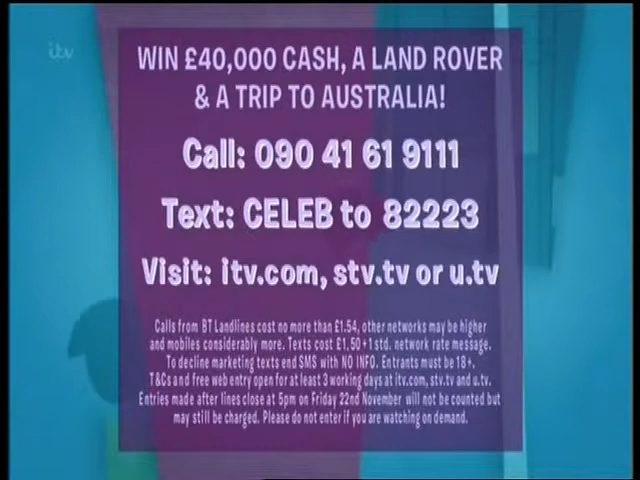 itv
WIN £40,000 CASH, A LAND ROVER
& A TRIP TO AUSTRALIA!
Call: 090 41 61 9111
Text: CELEB to 82223
Visit: itv.com, stv.tv or u.tv
Calls from BT Landlines cost no more than £1.54, other networks may be higher
and mobiles considerably more. Texts cost £1.50+1 std. network rate message.
To decline marketing texts end SMS with NO INFO. Entrants must be 18+.
T&Cs and free web entry open for at least 3 working days at itv.com, stv.tv and u.tv.
Entries made after lines close at 5pm on Friday 22nd November will not be counted but
may still be charged. Please do not enter if you are watching on demand.